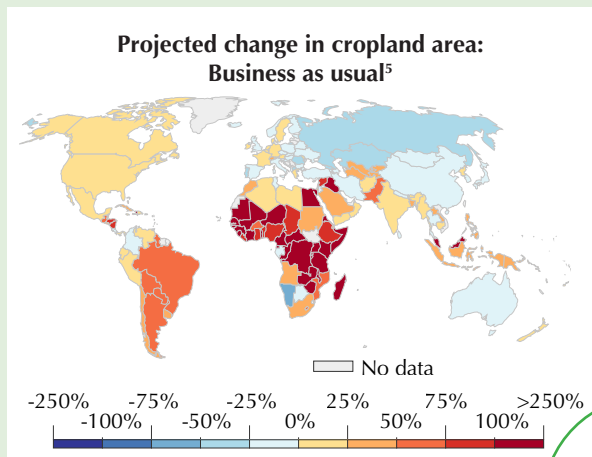 Projected change in cropland area:
Business as usual⁵
No data
-250% -75% -25% 25% 75% >250%
-100% -50% 0% 50% 100%